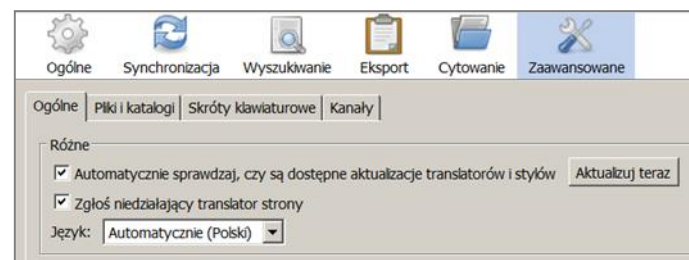 Ogólne Synchronizacja Wyszukiwanie Eksport Cytowanie Zaawansowane
Ogólne Pliki i katalogi Skróty klawiaturowe Kanały
Różne
Automatycznie sprawdzaj, czy są dostępne aktualizacje translatorów i stylów Aktualizuj teraz
Zgłoś niedziałający translator strony
Język: Automatycznie (Polski)